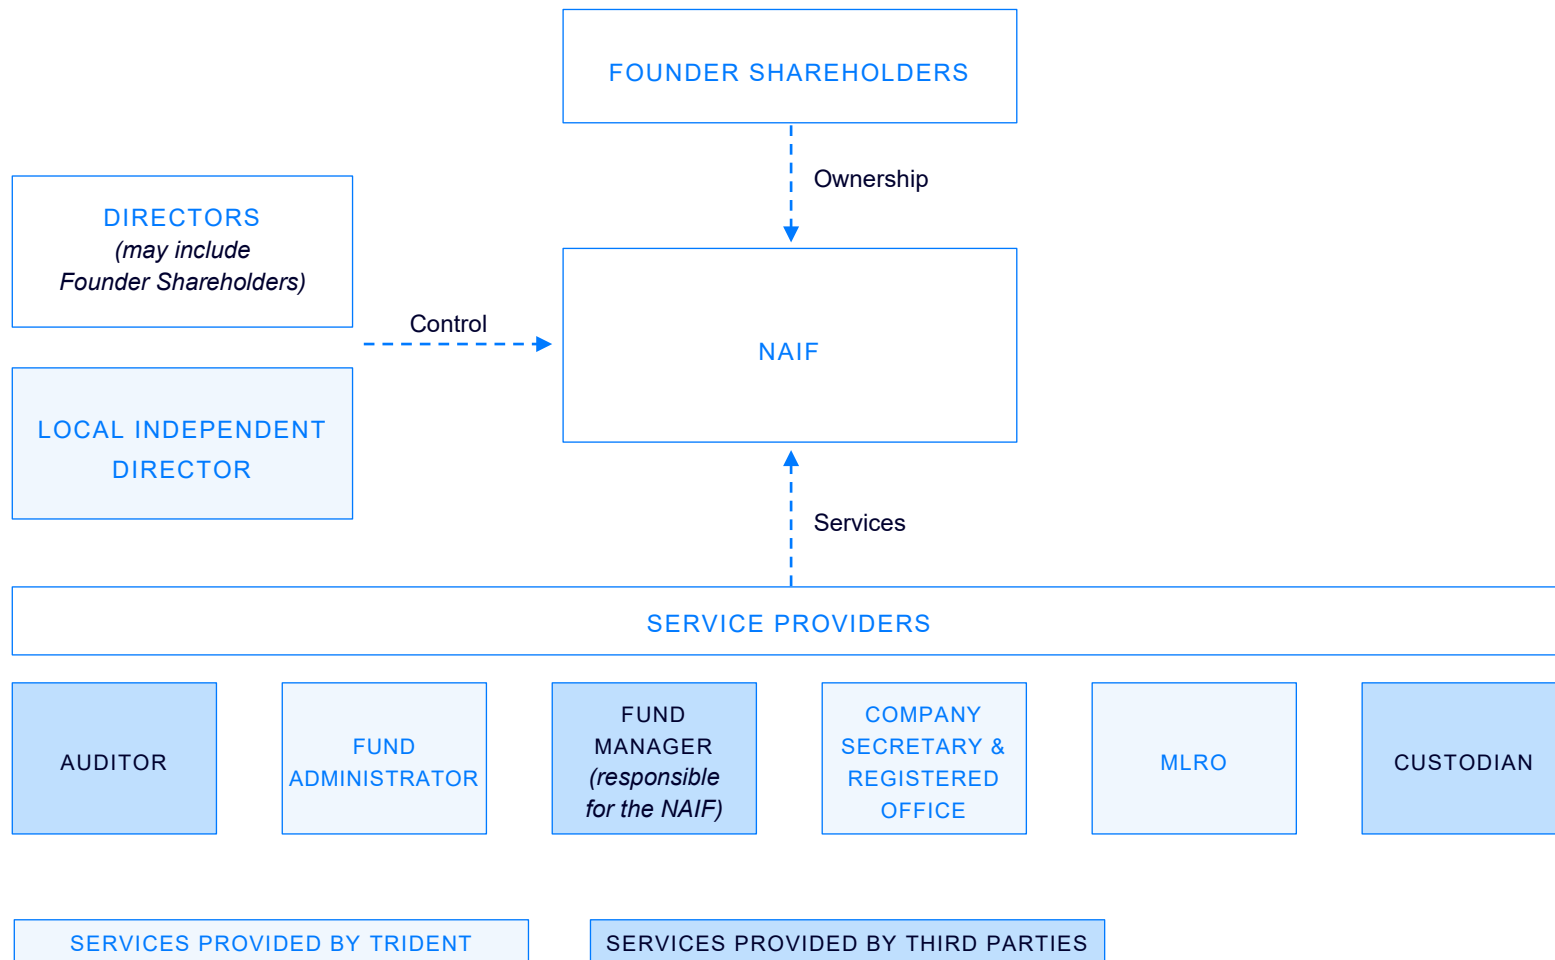 FOUNDER SHAREHOLDERS
Ownership
DIRECTORS
(may include
Founder Shareholders)
Control
NAIF
LOCAL INDEPENDENT
DIRECTOR
Services
SERVICE PROVIDERS
AUDITOR
FUND
ADMINISTRATOR
FUND
MANAGER
(responsible
for the NAIF)
COMPANY
SECRETARY &
REGISTERED
OFFICE
MLRO
CUSTODIAN
SERVICES PROVIDED BY TRIDENT
SERVICES PROVIDED BY THIRD PARTIES